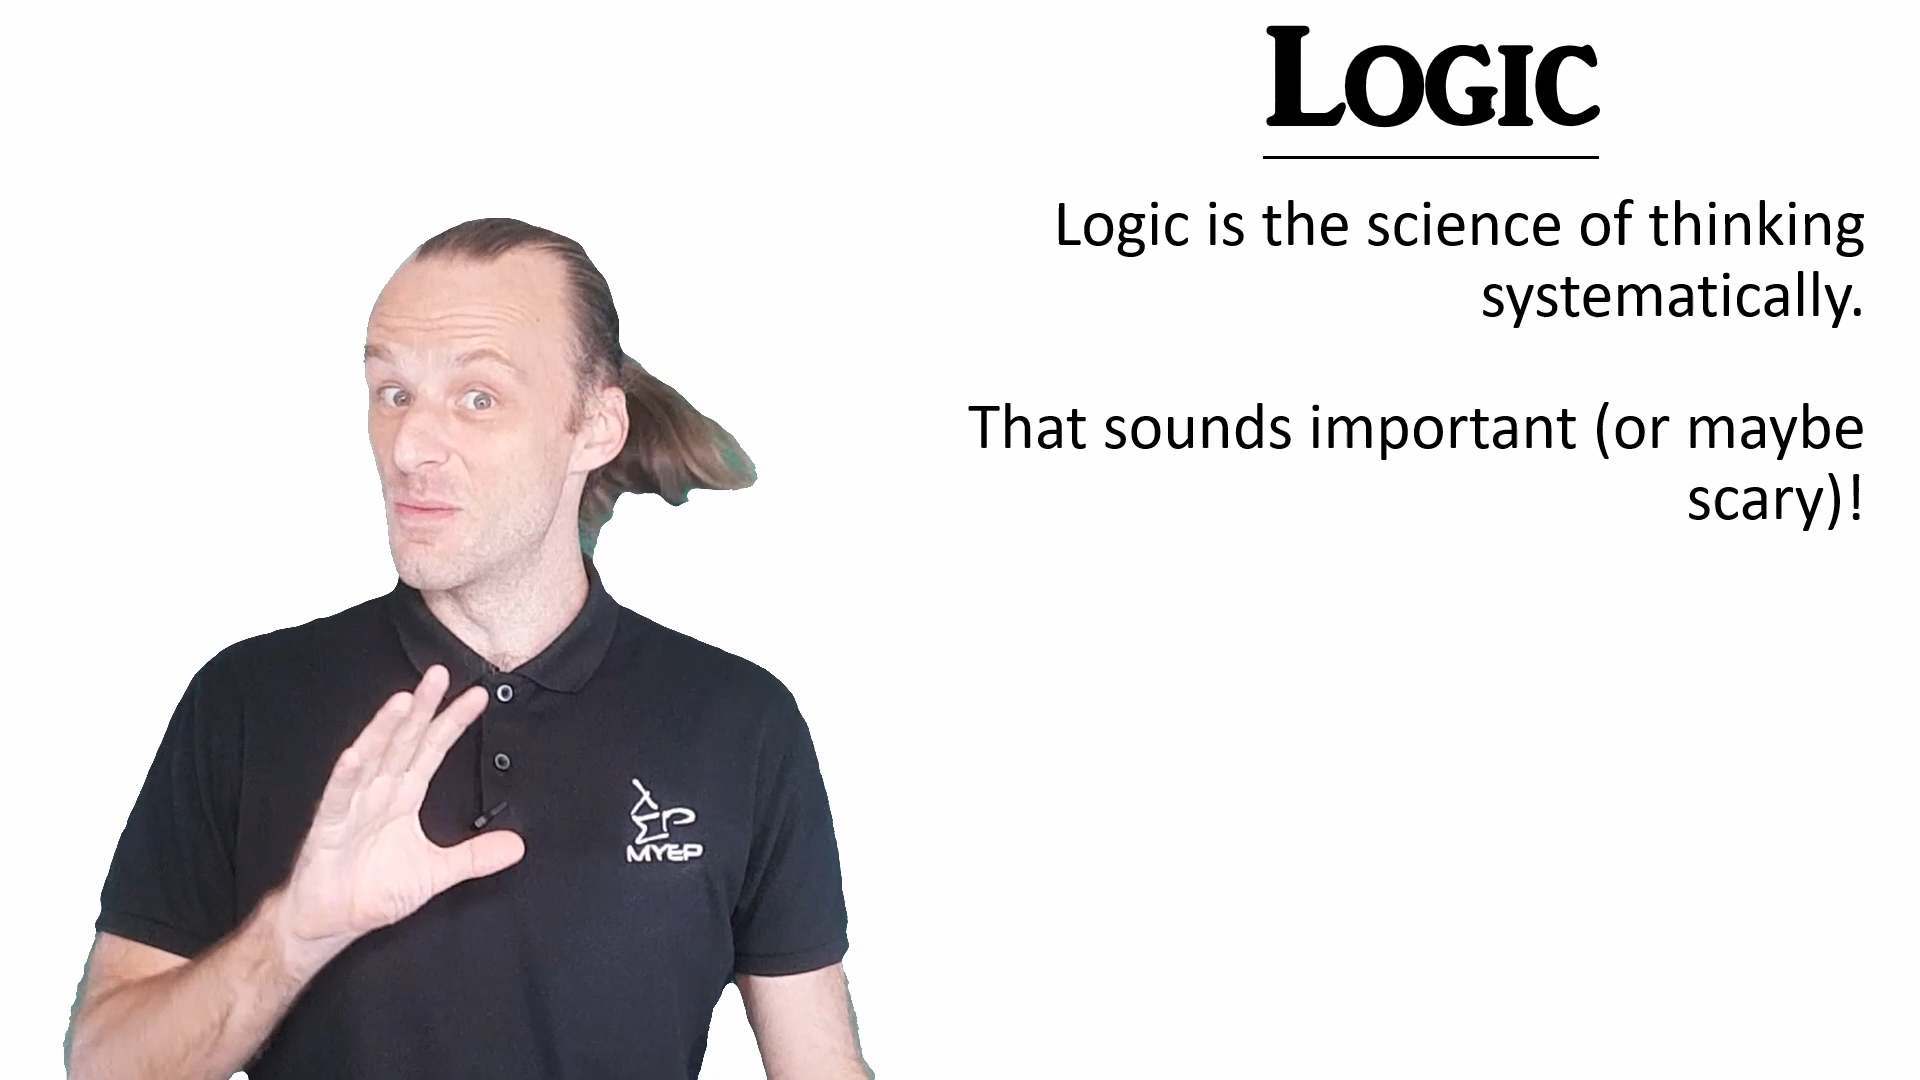 LOGIC
Logic is the science of thinking
systematically.
That sounds important (or maybe
scary)!
MYEP